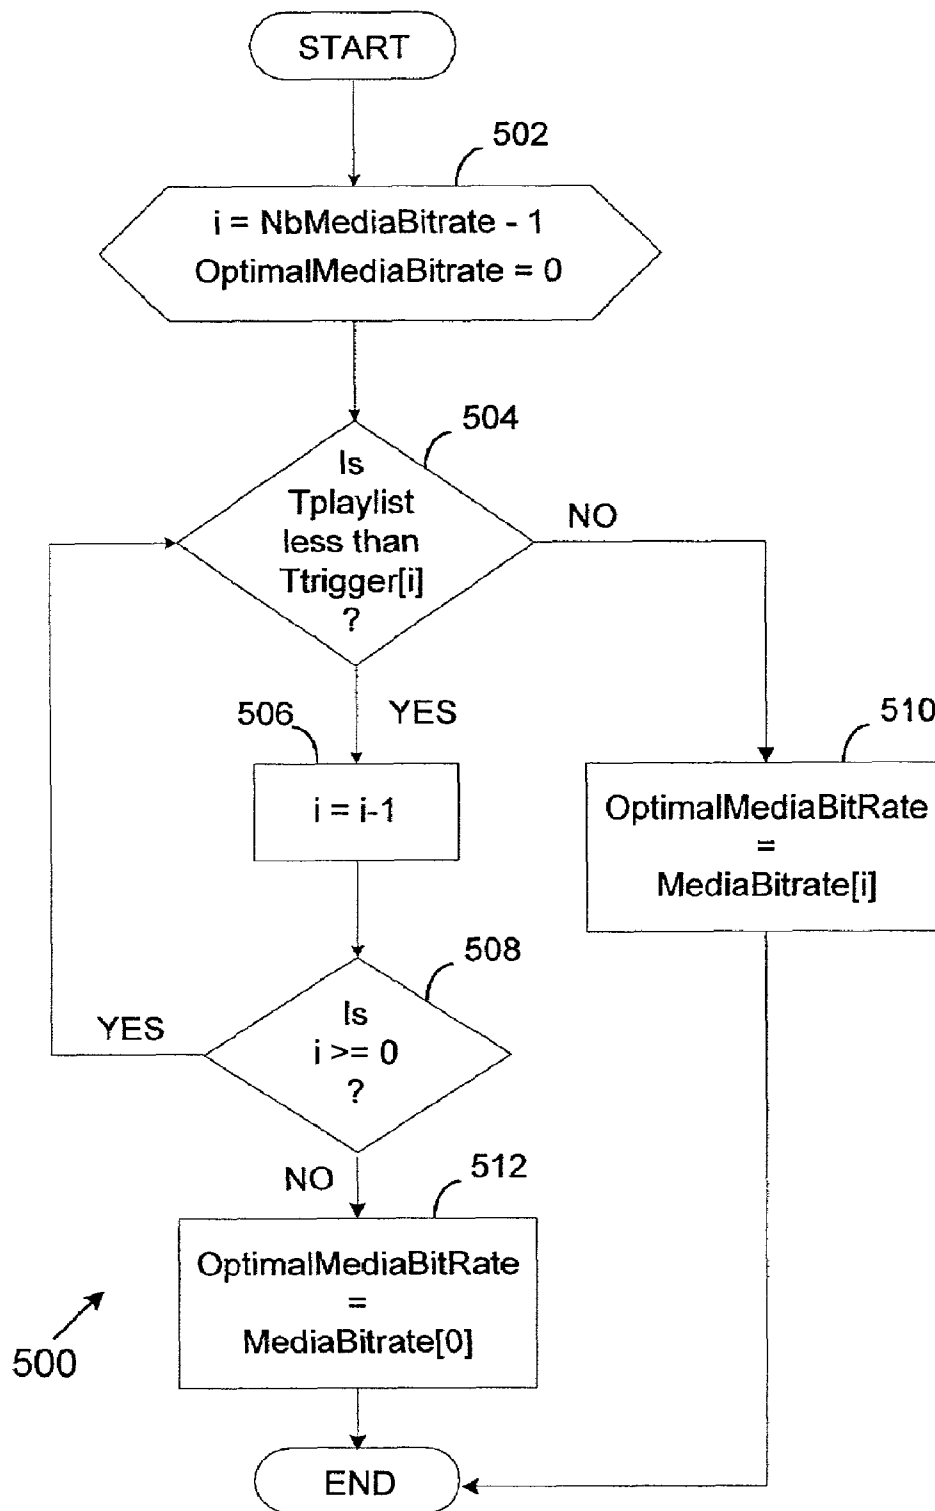 START
502
i = NbMediaBitrate - 1
OptimalMediaBitrate = 0
504
Is
Tplaylist
less than
Ttrigger[i]
?
NO
YES
506
i = i-1
510
OptimalMediaBitRate
=
MediaBitrate[i]
508
Is
i >= 0
?
YES
NO
512
OptimalMediaBitRate
=
MediaBitrate[0]
500
END